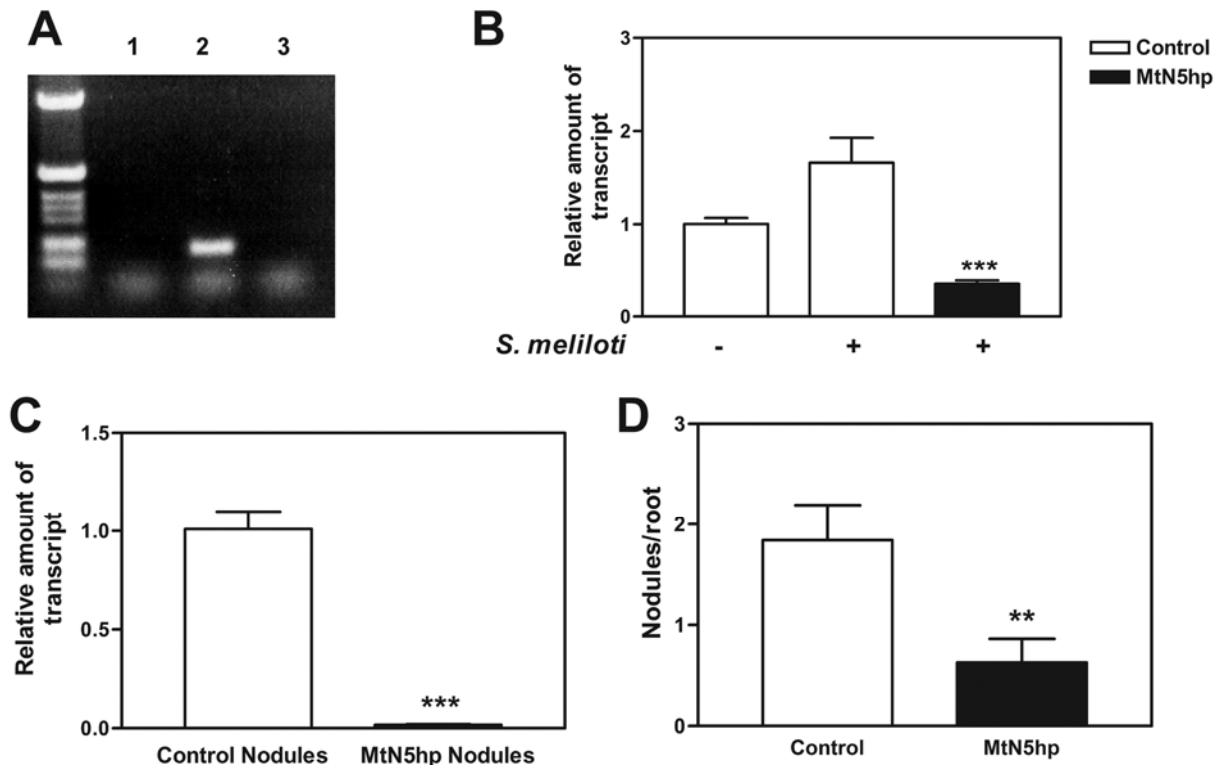 A
1 2 3
B
3
2
1
0
Relative amount of
transcript
***
S. meliloti - + +
Control
MtN5hp
C
1.5
1.0
0.5
0.0
Relative amount of
transcript
***
Control Nodules MtN5hp Nodules
D
3
2
1
0
Nodules/root
**
Control MtN5hp